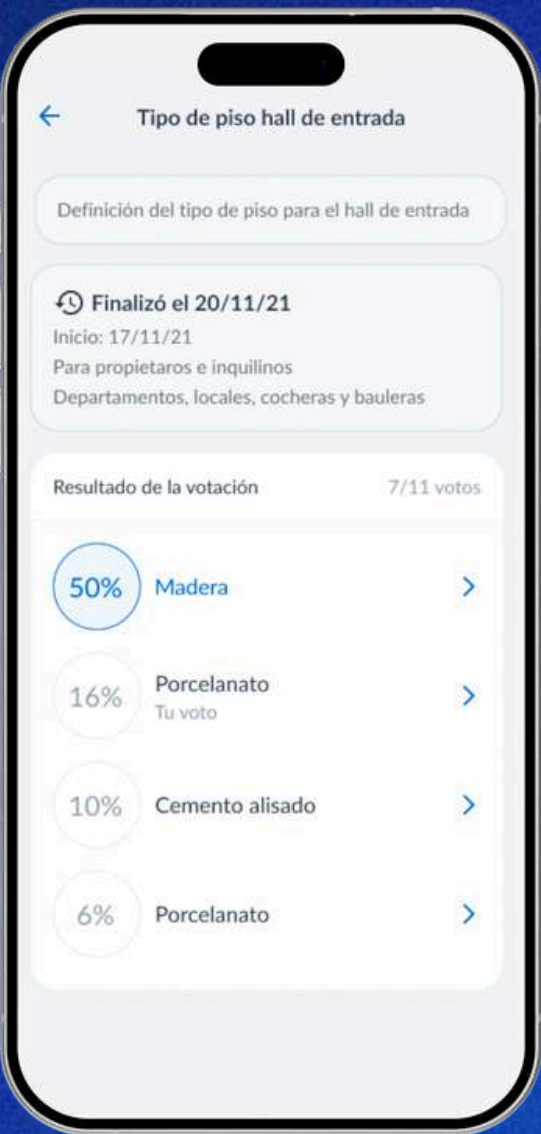 Tipo de piso hall de entrada
Definición del tipo de piso para el hall de entrada
Finalizó el 20/11/21
Inicio: 17/11/21
Para propietaros e inquilinos
Departamentos, locales, cocheras y bauleras
Resultado de la votación 7/11 votos
50% Madera
16% Porcelanato
Tu voto
10% Cemento alisado
6% Porcelanato